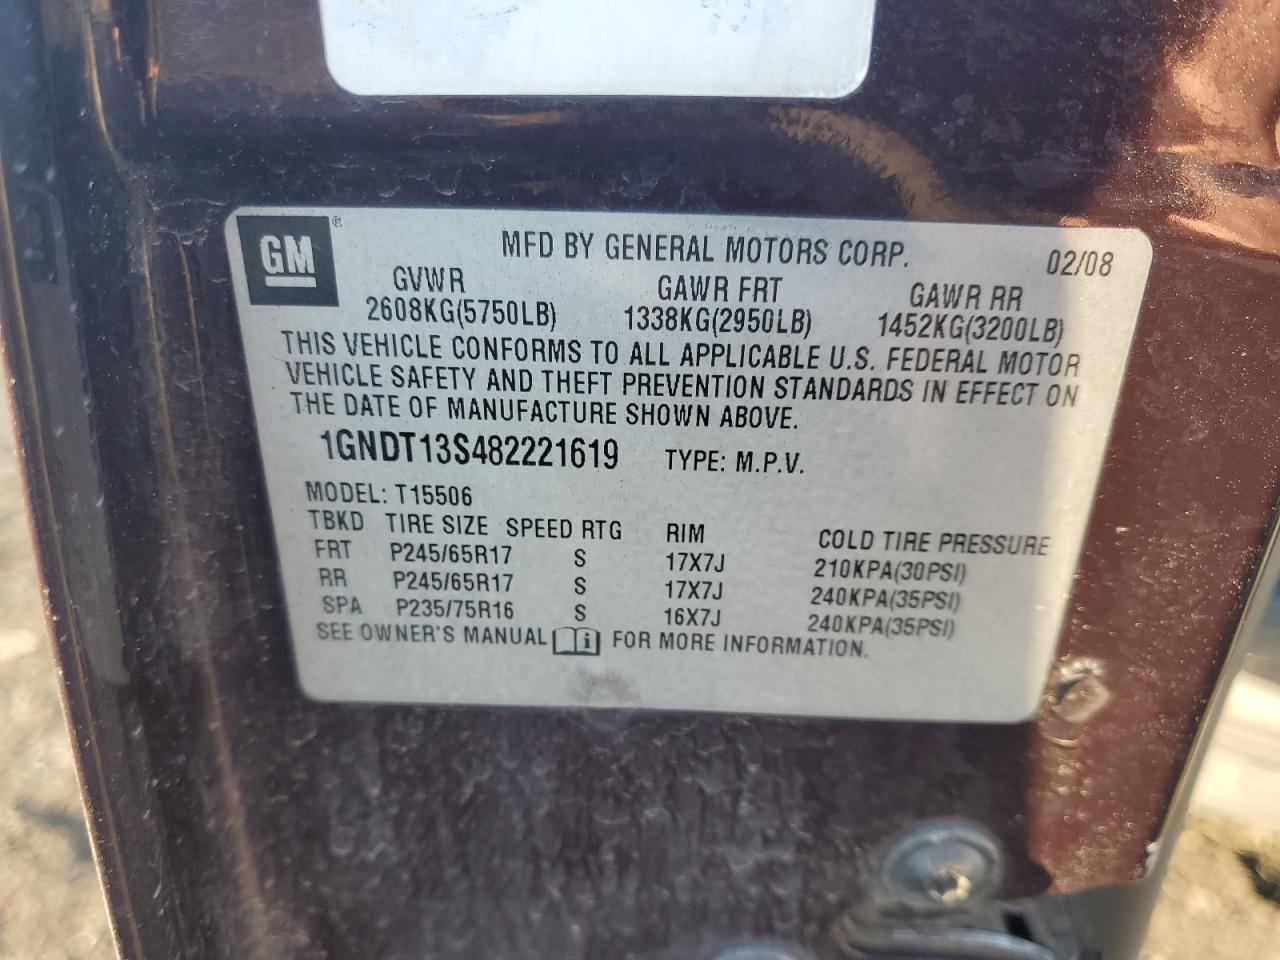 GM ®
MFD BY GENERAL MOTORS CORP. 02/08
GVWR GAWR FRT GAWR RR
2608KG(5750LB) 1338KG(2950LB) 1452KG(3200LB)
THIS VEHICLE CONFORMS TO ALL APPLICABLE U.S. FEDERAL MOTOR
VEHICLE SAFETY AND THEFT PREVENTION STANDARDS IN EFFECT ON
THE DATE OF MANUFACTURE SHOWN ABOVE.
1GNDT13S482221619 TYPE: M.P.V.
MODEL: T15506
TBKD TIRE SIZE SPEED RTG RIM COLD TIRE PRESSURE
FRT P245/65R17 S 17X7J 210KPA(30PSI)
RR P245/65R17 S 17X7J 240KPA(35PSI)
SPA P235/75R16 S 16X7J 240KPA(35PSI)
SEE OWNER'S MANUAL i FOR MORE INFORMATION.